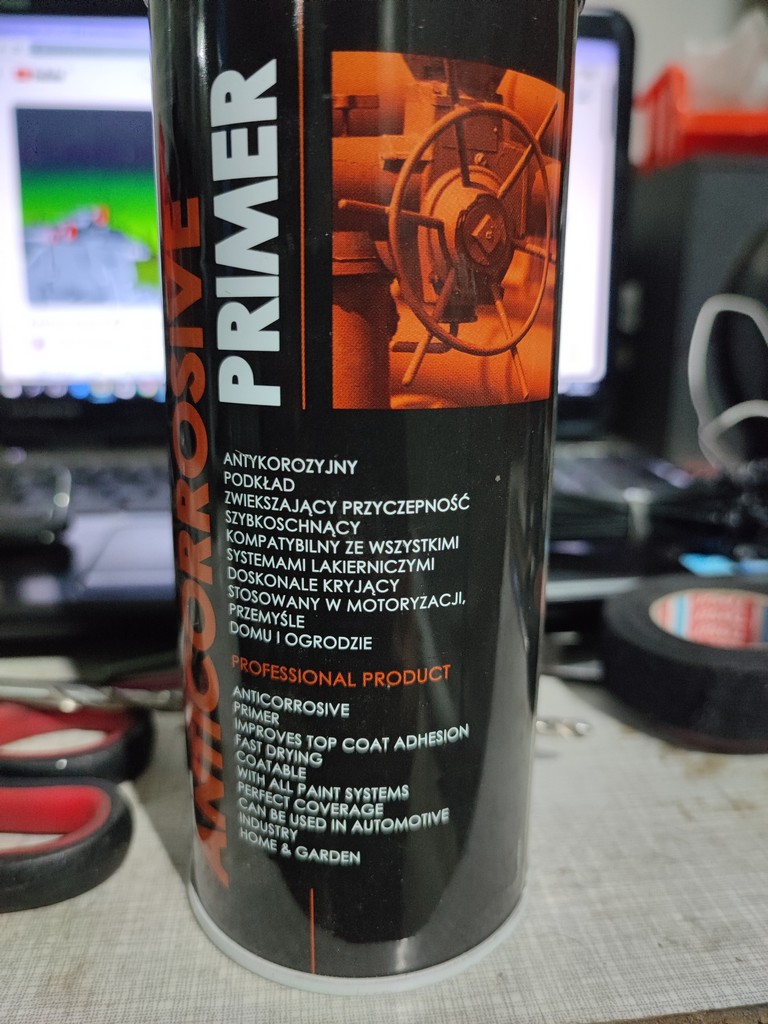 ANTICORROSIVE
PRIMER
ANTYKOROZYJNY
PODKŁAD
ZWIEKSZAJĄCY PRZYCZEPNOŚĆ
SZYBKOSCHNĄCY
KOMPATYBILNY ZE WSZYSTKIMI
SYSTEMAMI LAKIERNICZYMI
DOSKONALE KRYJĄCY
STOSOWANY W MOTORYZACJI,
PRZEMYŚLE
DOMU I OGRODZIE
PROFESSIONAL PRODUCT
ANTICORROSIVE
PRIMER
IMPROVES TOP COAT ADHESION
FAST DRYING
COATABLE
WITH ALL PAINT SYSTEMS
PERFECT COVERAGE
CAN BE USED IN AUTOMOTIVE
INDUSTRY
HOME & GARDEN